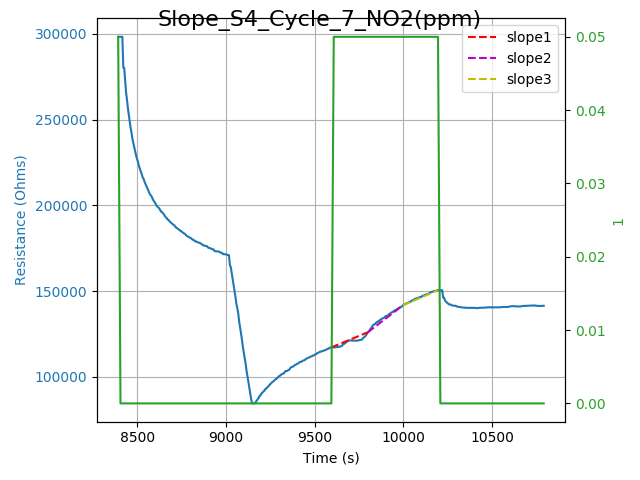 Slope_S4_Cycle_7_NO2(ppm)
slope1
slope2
slope3
300000
250000
200000
150000
100000
Resistance (Ohms)
0.05
0.04
0.03
0.02
0.01
0.00
1
8500 9000 9500 10000 10500
Time (s)